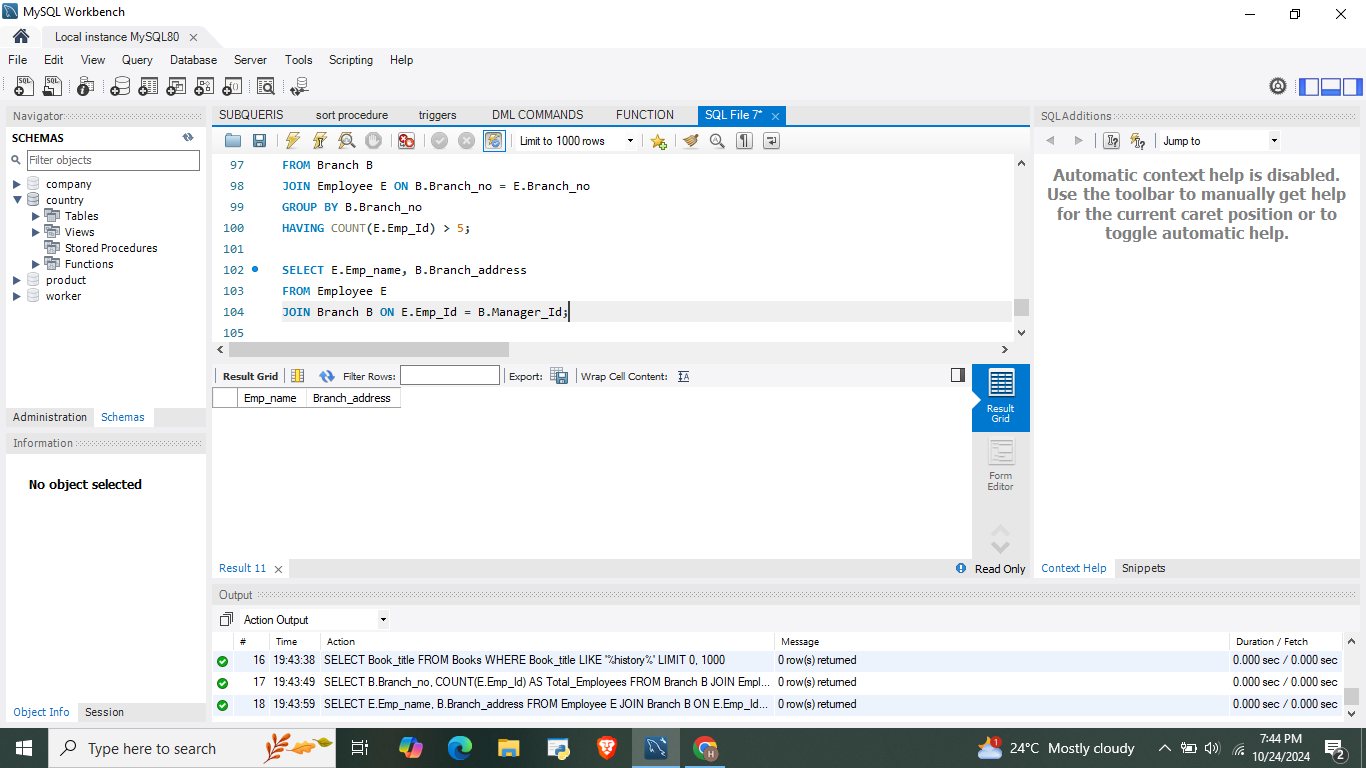 MySQL Workbench
Local instance MySQL80
File Edit View Query Database Server Tools Scripting Help
Navigator
SCHEMAS
Filter objects
company
country
Tables
Views
Stored Procedures
Functions
product
worker
Administration Schemas
Information
No object selected
Object Info Session
SUBQUERIS sort procedure triggers DML COMMANDS FUNCTION SQL File 7*
Limit to 1000 rows
97 FROM Branch B
98 JOIN Employee E ON B.Branch_no = E.Branch_no
99 GROUP BY B.Branch_no
100 HAVING COUNT(E.Emp_Id) > 5;
101
102 SELECT E.Emp_name, B.Branch_address
103 FROM Employee E
104 JOIN Branch B ON E.Emp_Id = B.Manager_Id;
105
Result Grid Filter Rows: Export: Wrap Cell Content:
Emp_name Branch_address
Result Grid
Form Editor
Result 11
Read Only
SQLAdditions
Jump to
Automatic context help is disabled.
Use the toolbar to manually get help
for the current caret position or to
toggle automatic help.
Context Help Snippets
Output
Action Output
# Time Action Message Duration / Fetch
16 19:43:38 SELECT Book_title FROM Books WHERE Book_title LIKE '%history%' LIMIT 0, 1000 0 row(s) returned 0.000 sec / 0.000 sec
17 19:43:49 SELECT B.Branch_no, COUNT(E.Emp_Id) AS Total_Employees FROM Branch B JOIN Empl... 0 row(s) returned 0.000 sec / 0.000 sec
18 19:43:59 SELECT E.Emp_name, B.Branch_address FROM Employee E JOIN Branch B ON E.Emp_Id... 0 row(s) returned 0.000 sec / 0.000 sec
Type here to search
1
24°C Mostly cloudy
7:44 PM
10/24/2024
2